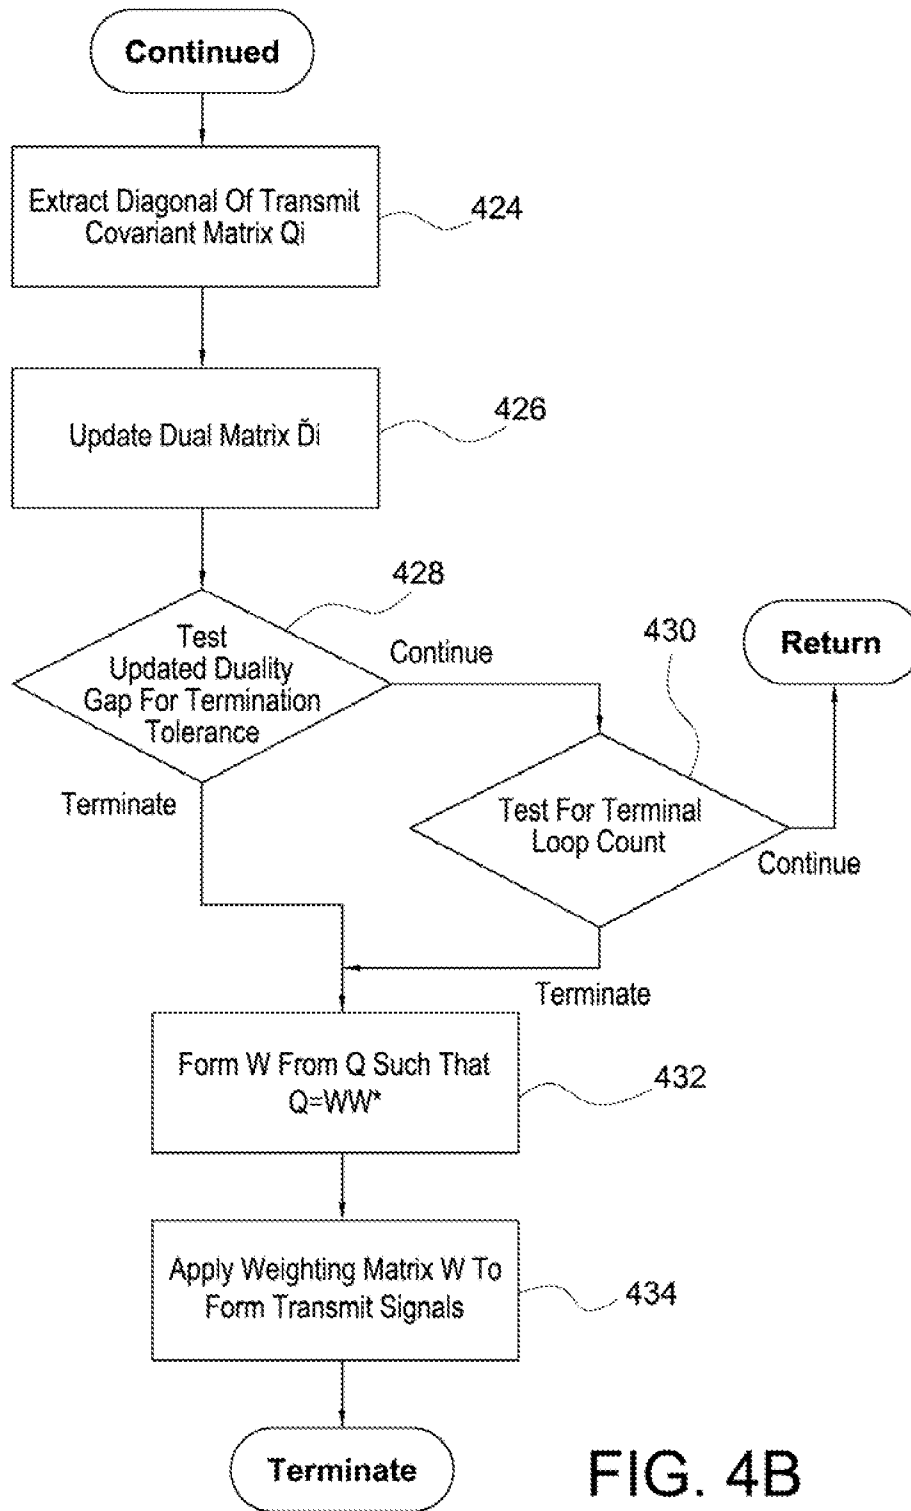 Continued
Extract Diagonal Of Transmit
Covariant Matrix Qi
424
Update Dual Matrix Ďi
426
428
Test
Updated Duality
Gap For Termination
Tolerance
Continue
Terminate
430
Test For Terminal
Loop Count
Return
Continue
Terminate
Form W From Q Such That
Q=WW*
432
Apply Weighting Matrix W To
Form Transmit Signals
434
Terminate
FIG. 4B